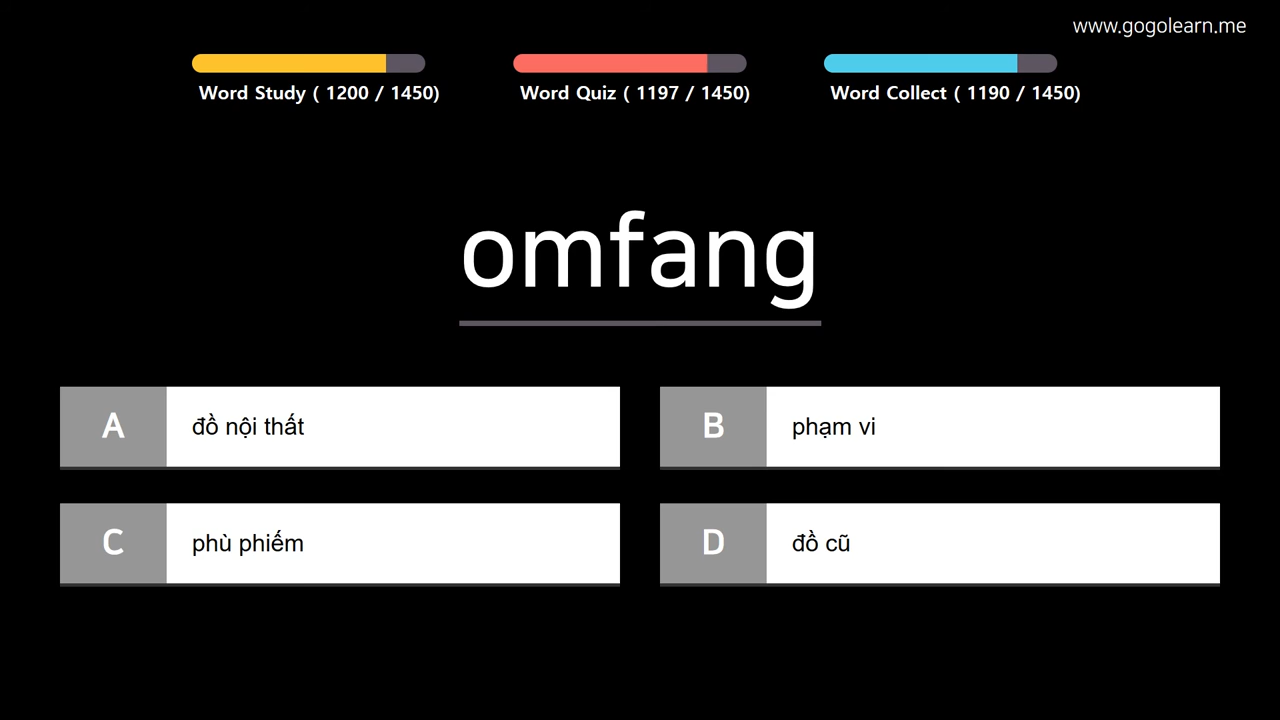 www.gogolearn.me
Word Study ( 1200 / 1450)
Word Quiz ( 1197 / 1450)
Word Collect ( 1190 / 1450)
omfang
A đồ nội thất
B phạm vi
C phù phiếm
D đồ cũ